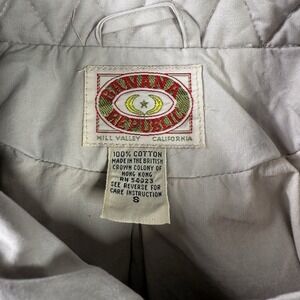 BANANA
REPUBLIC
MILL VALLEY CALIFORNIA
100% COTTON
MADE IN THE BRITISH
CROWN COLONY OF
HONG KONG
RN 54023
SEE REVERSE FOR
CARE INSTRUCTION
S